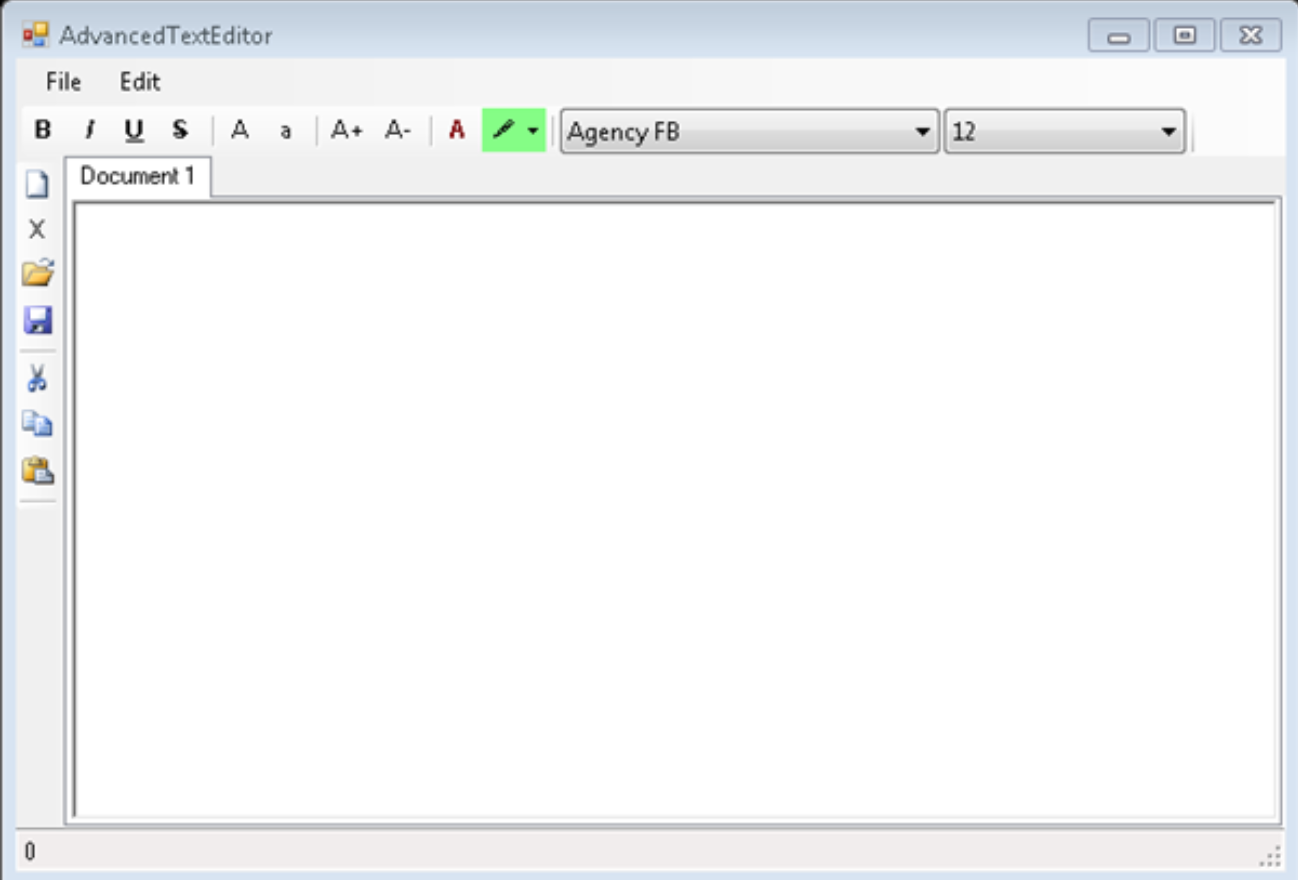 AdvancedTextEditor
File Edit
B i U S A a A+ A- A Agency FB 12
Document 1
X
0